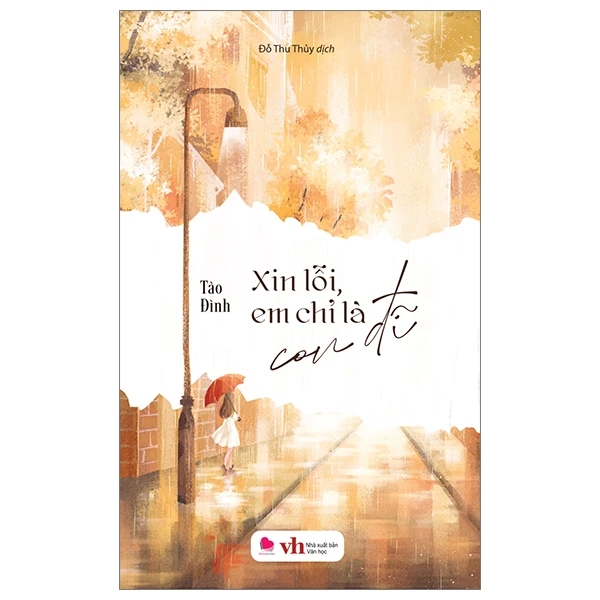 Đỗ Thu Thủy dịch
Tào
Đình
Xin lỗi,
em chỉ là
con đĩ
vh
Nhà xuất bản
Văn học